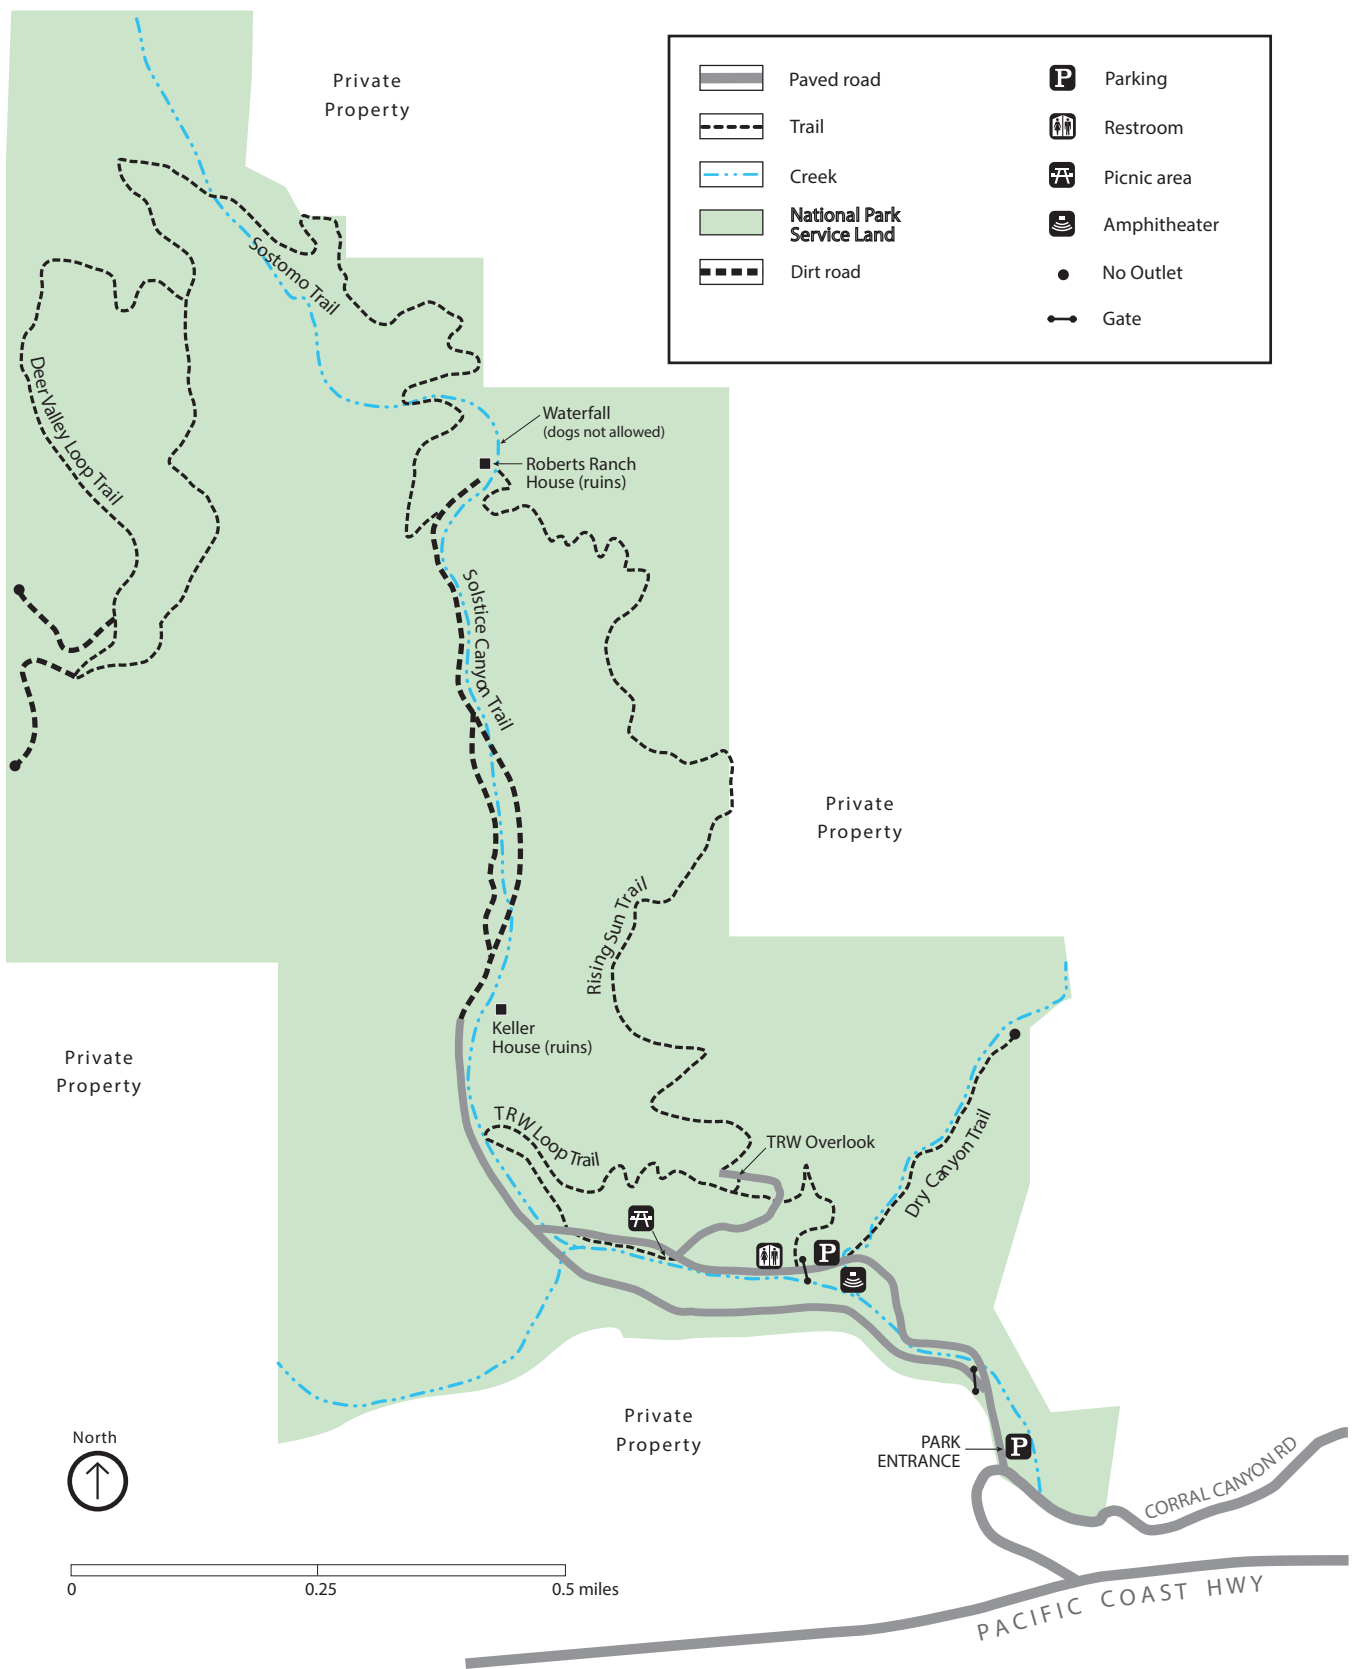 Private
Property
Paved road
Trail
Creek
National Park
Service Land
Dirt road
P
Parking
Restroom
Picnic area
Amphitheater
No Outlet
Gate
Sostomo Trail
Deer Valley Loop Trail
Waterfall
(dogs not allowed)
Roberts Ranch
House (ruins)
Solstice Canyon Trail
Private
Property
Rising Sun Trail
Keller
House (ruins)
Private
Property
TRW Loop Trail
TRW Overlook
Dry Canyon Trail
P
Private
Property
PARK
ENTRANCE
P
North
CORRAL CANYON RD
PACIFIC COAST HWY
0
0.25
0.5 miles